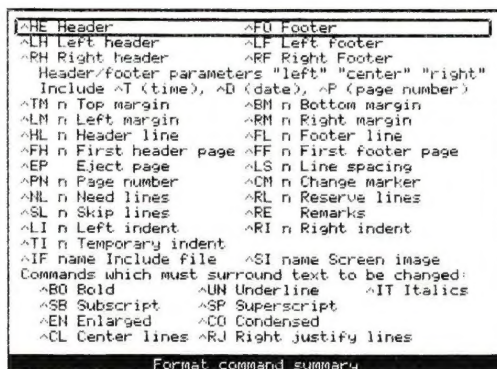 ^HE Header ^FO Footer
^LH Left header ^LF Left footer
^RH Right header ^RF Right Footer
Header/footer parameters "left" "center" "right"
Include ^T (time), ^D (date), ^P (page number)
^TM n Top margin ^BM n Bottom margin
^LM n Left margin ^RM n Right margin
^HL n Header line ^FL n Footer line
^FH n First header page ^FF n First footer page
^EP Eject page ^LS n Line spacing
^PN n Page number ^CM n Change marker
^NL n Need lines ^RL n Reserve lines
^SL n Skip lines ^RE Remarks
^LI n Left indent ^RI n Right indent
^TI n Temporary indent
^IF name Include file ^SI name Screen image
Commands which must surround text to be changed:
^BO Bold ^UN Underline ^IT Italics
^SB Subscript ^SP Superscript
^EN Enlarged ^CO Condensed
^CL Center lines ^RJ Right justify lines
Format command summary